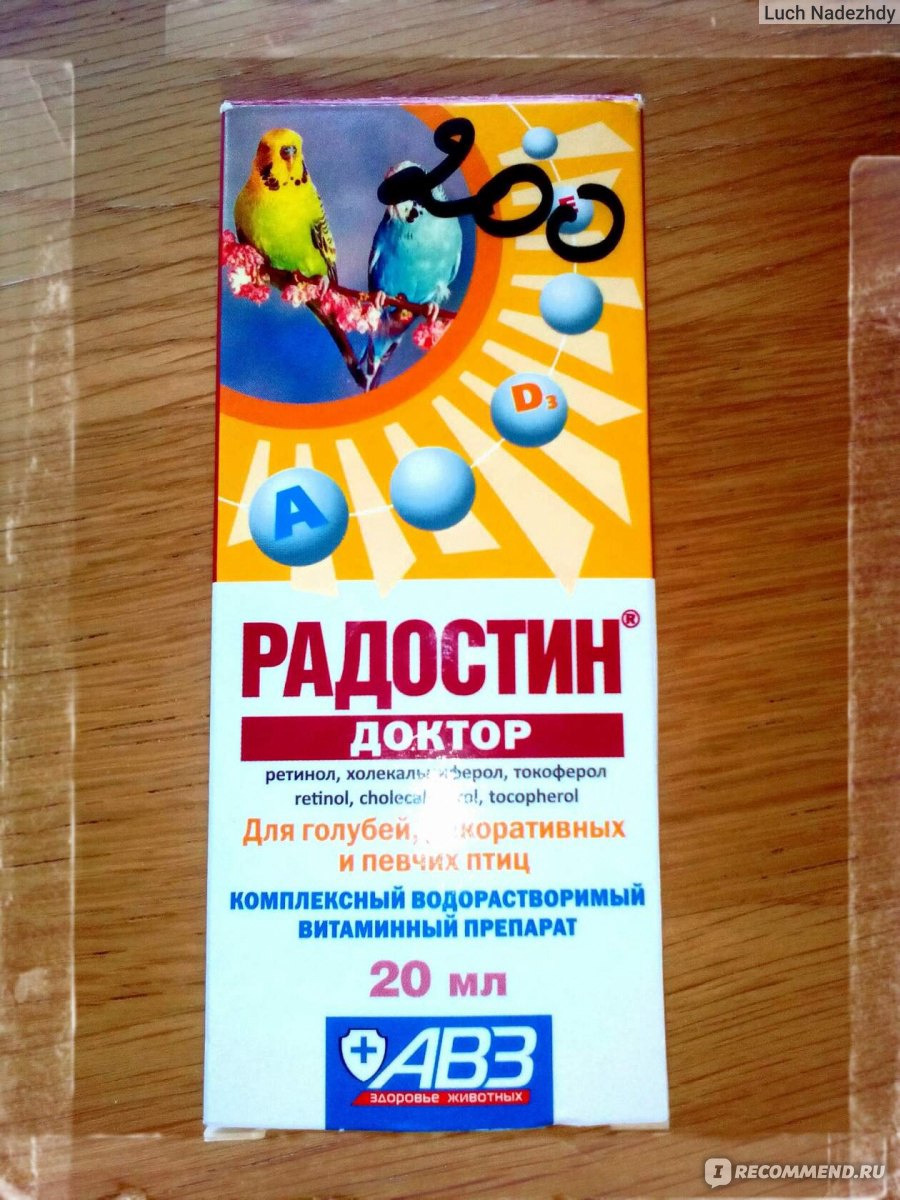 Luch Nadezhdy
200
E
D3
A
РАДОСТИН®
ДОКТОР
ретинол, токоферол
retinol, tocopherol
Для голубей,
и певчих птиц
КОМПЛЕКСНЫЙ ВОДОРАСТВОРИМЫЙ
ВИТАМИННЫЙ ПРЕПАРАТ
20 мл
АВЗ
ЗДОРОВЬЕ ЖИВОТНЫХ
IRECOMMEND.RU